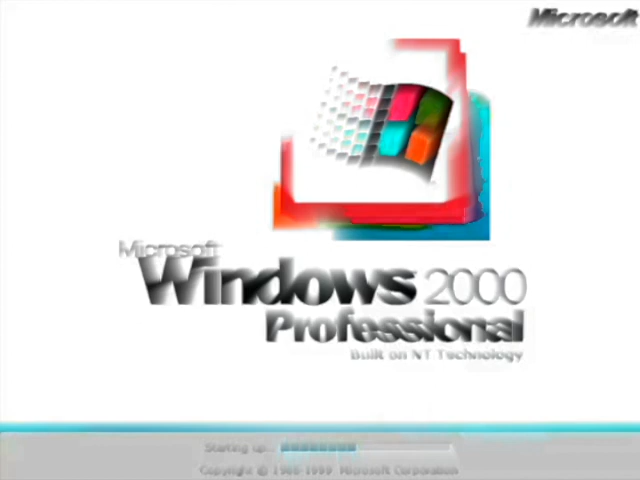 Microsoft
Microsoft
Windows 2000
Professional
Built on NT Technology
Starting up...
Copyright © 1985-1999 Microsoft Corporation